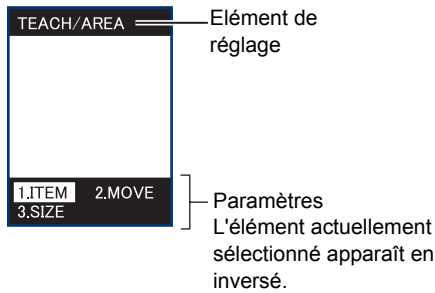 TEACH/AREA
Elément de
réglage
1.ITEM 2.MOVE
3.SIZE
Paramètres
L'élément actuellement
sélectionné apparaît en
inversé.